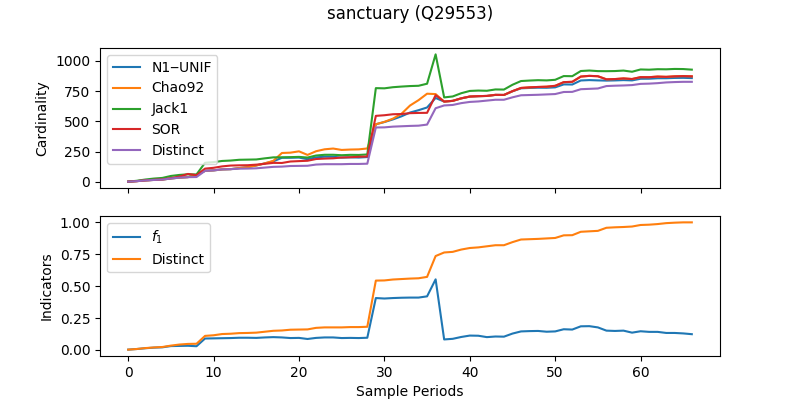 sanctuary (Q29553)
Cardinality
1000
750
500
250
0
N1‒UNIF
Chao92
Jack1
SOR
Distinct
Indicators
1.00
0.75
0.50
0.25
0.00
f₁
Distinct
0 10 20 30 40 50 60
Sample Periods